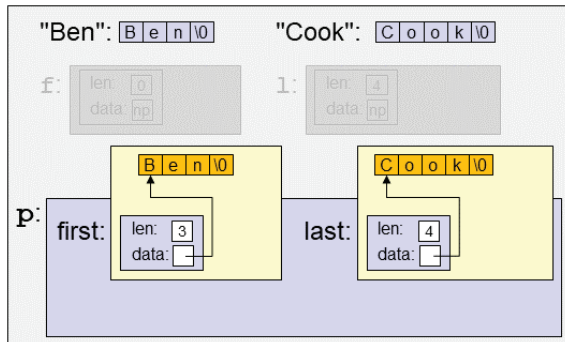 "Ben": B e n \0 "Cook": C o o k \0
f: len: 0 l: len: 4
data: np data: np
B e n \0 C o o k \0
p: first: len: 3 last: len: 4
data: data: